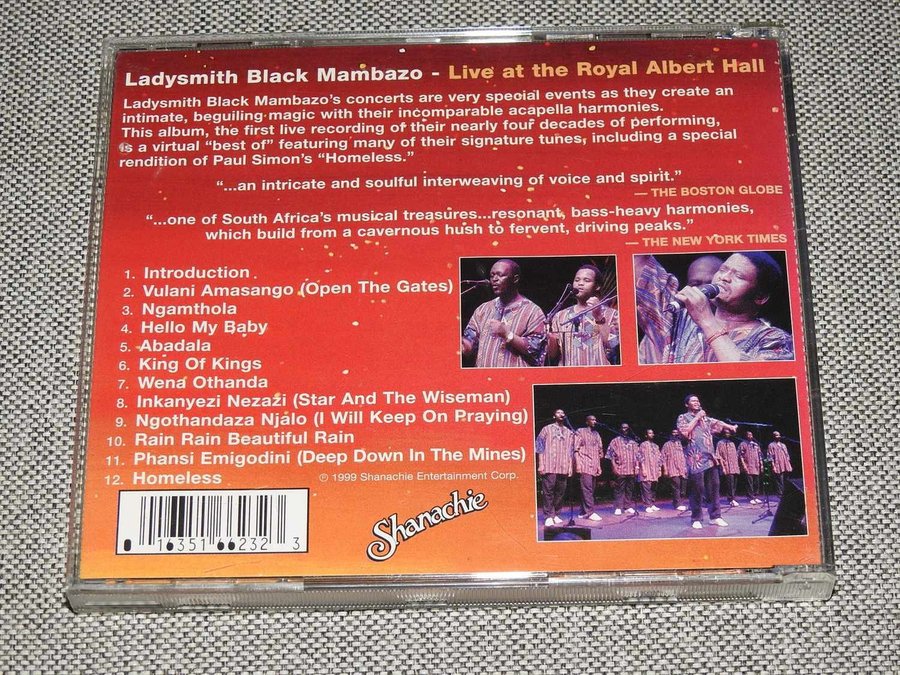 Ladysmith Black Mambazo - Live at the Royal Albert Hall
Ladysmith Black Mambazo's concerts are very special events as they create an
intimate, beguiling magic with their incomparable acapella harmonies.
This album, the first live recording of their nearly four decades of performing,
is a virtual "best of" featuring many of their signature tunes, including a special
rendition of Paul Simon's "Homeless."
"...an intricate and soulful interweaving of voice and spirit."
— THE BOSTON GLOBE
"...one of South Africa's musical treasures...resonant, bass-heavy harmonies,
which build from a cavernous hush to fervent, driving peaks."
— THE NEW YORK TIMES
1. Introduction
2. Vulani Amasango (Open The Gates)
3. Ngamthola
4. Hello My Baby
5. Abadala
6. King Of Kings
7. Wena Othanda
8. Inkanyezi Nezazi (Star And The Wiseman)
9. Ngothandaza Njalo (I Will Keep On Praying)
10. Rain Rain Beautiful Rain
11. Phansi Emigodini (Deep Down In The Mines)
12. Homeless
℗ 1999 Shanachie Entertainment Corp.
Shanachie
0 16351 66232 3